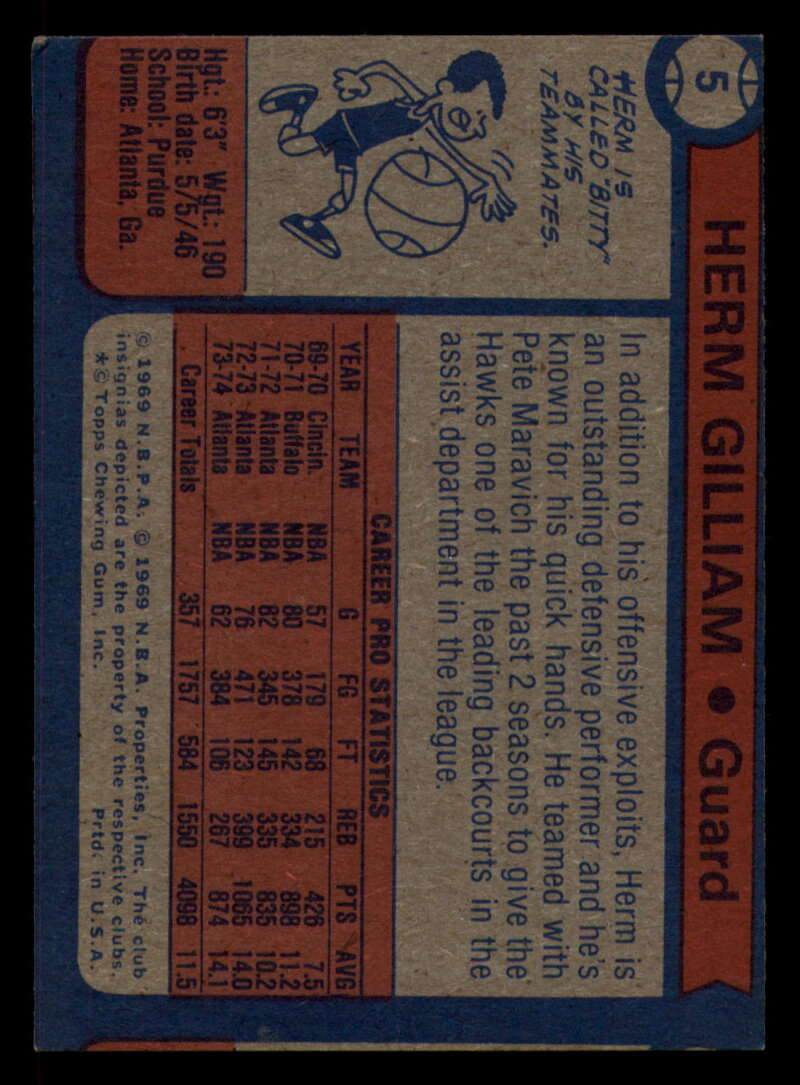 5
HERM GILLIAM • Guard
HERM IS
CALLED "BITTY"
BY HIS
TEAMMATES.
Hgt.: 6'3" Wgt.: 190
Birth date: 5/5/46
School: Purdue
Home: Atlanta, Ga.
In addition to his offensive exploits, Herm is
an outstanding defensive performer and he's
known for his quick hands. He teamed with
Pete Maravich the past 2 seasons to give the
Hawks one of the leading backcourts in the
assist department in the league.
CAREER PRO STATISTICS
YEAR TEAM G FG FT REB PTS AVG
69-70 Cincin. NBA 57 179 68 215 426 7.5
70-71 Buffalo NBA 80 378 142 334 898 11.2
71-72 Atlanta NBA 82 345 145 335 835 10.2
72-73 Atlanta NBA 76 471 123 399 1065 14.0
73-74 Atlanta NBA 62 384 106 267 874 14.1
Career Totals 357 1757 584 1550 4098 11.5
© 1969 N.B.P.A. © 1969 N.B.A. Properties, Inc. The club
insignias depicted are the property of the respective clubs.
*© Topps Chewing Gum, Inc. Prtd. in U.S.A.